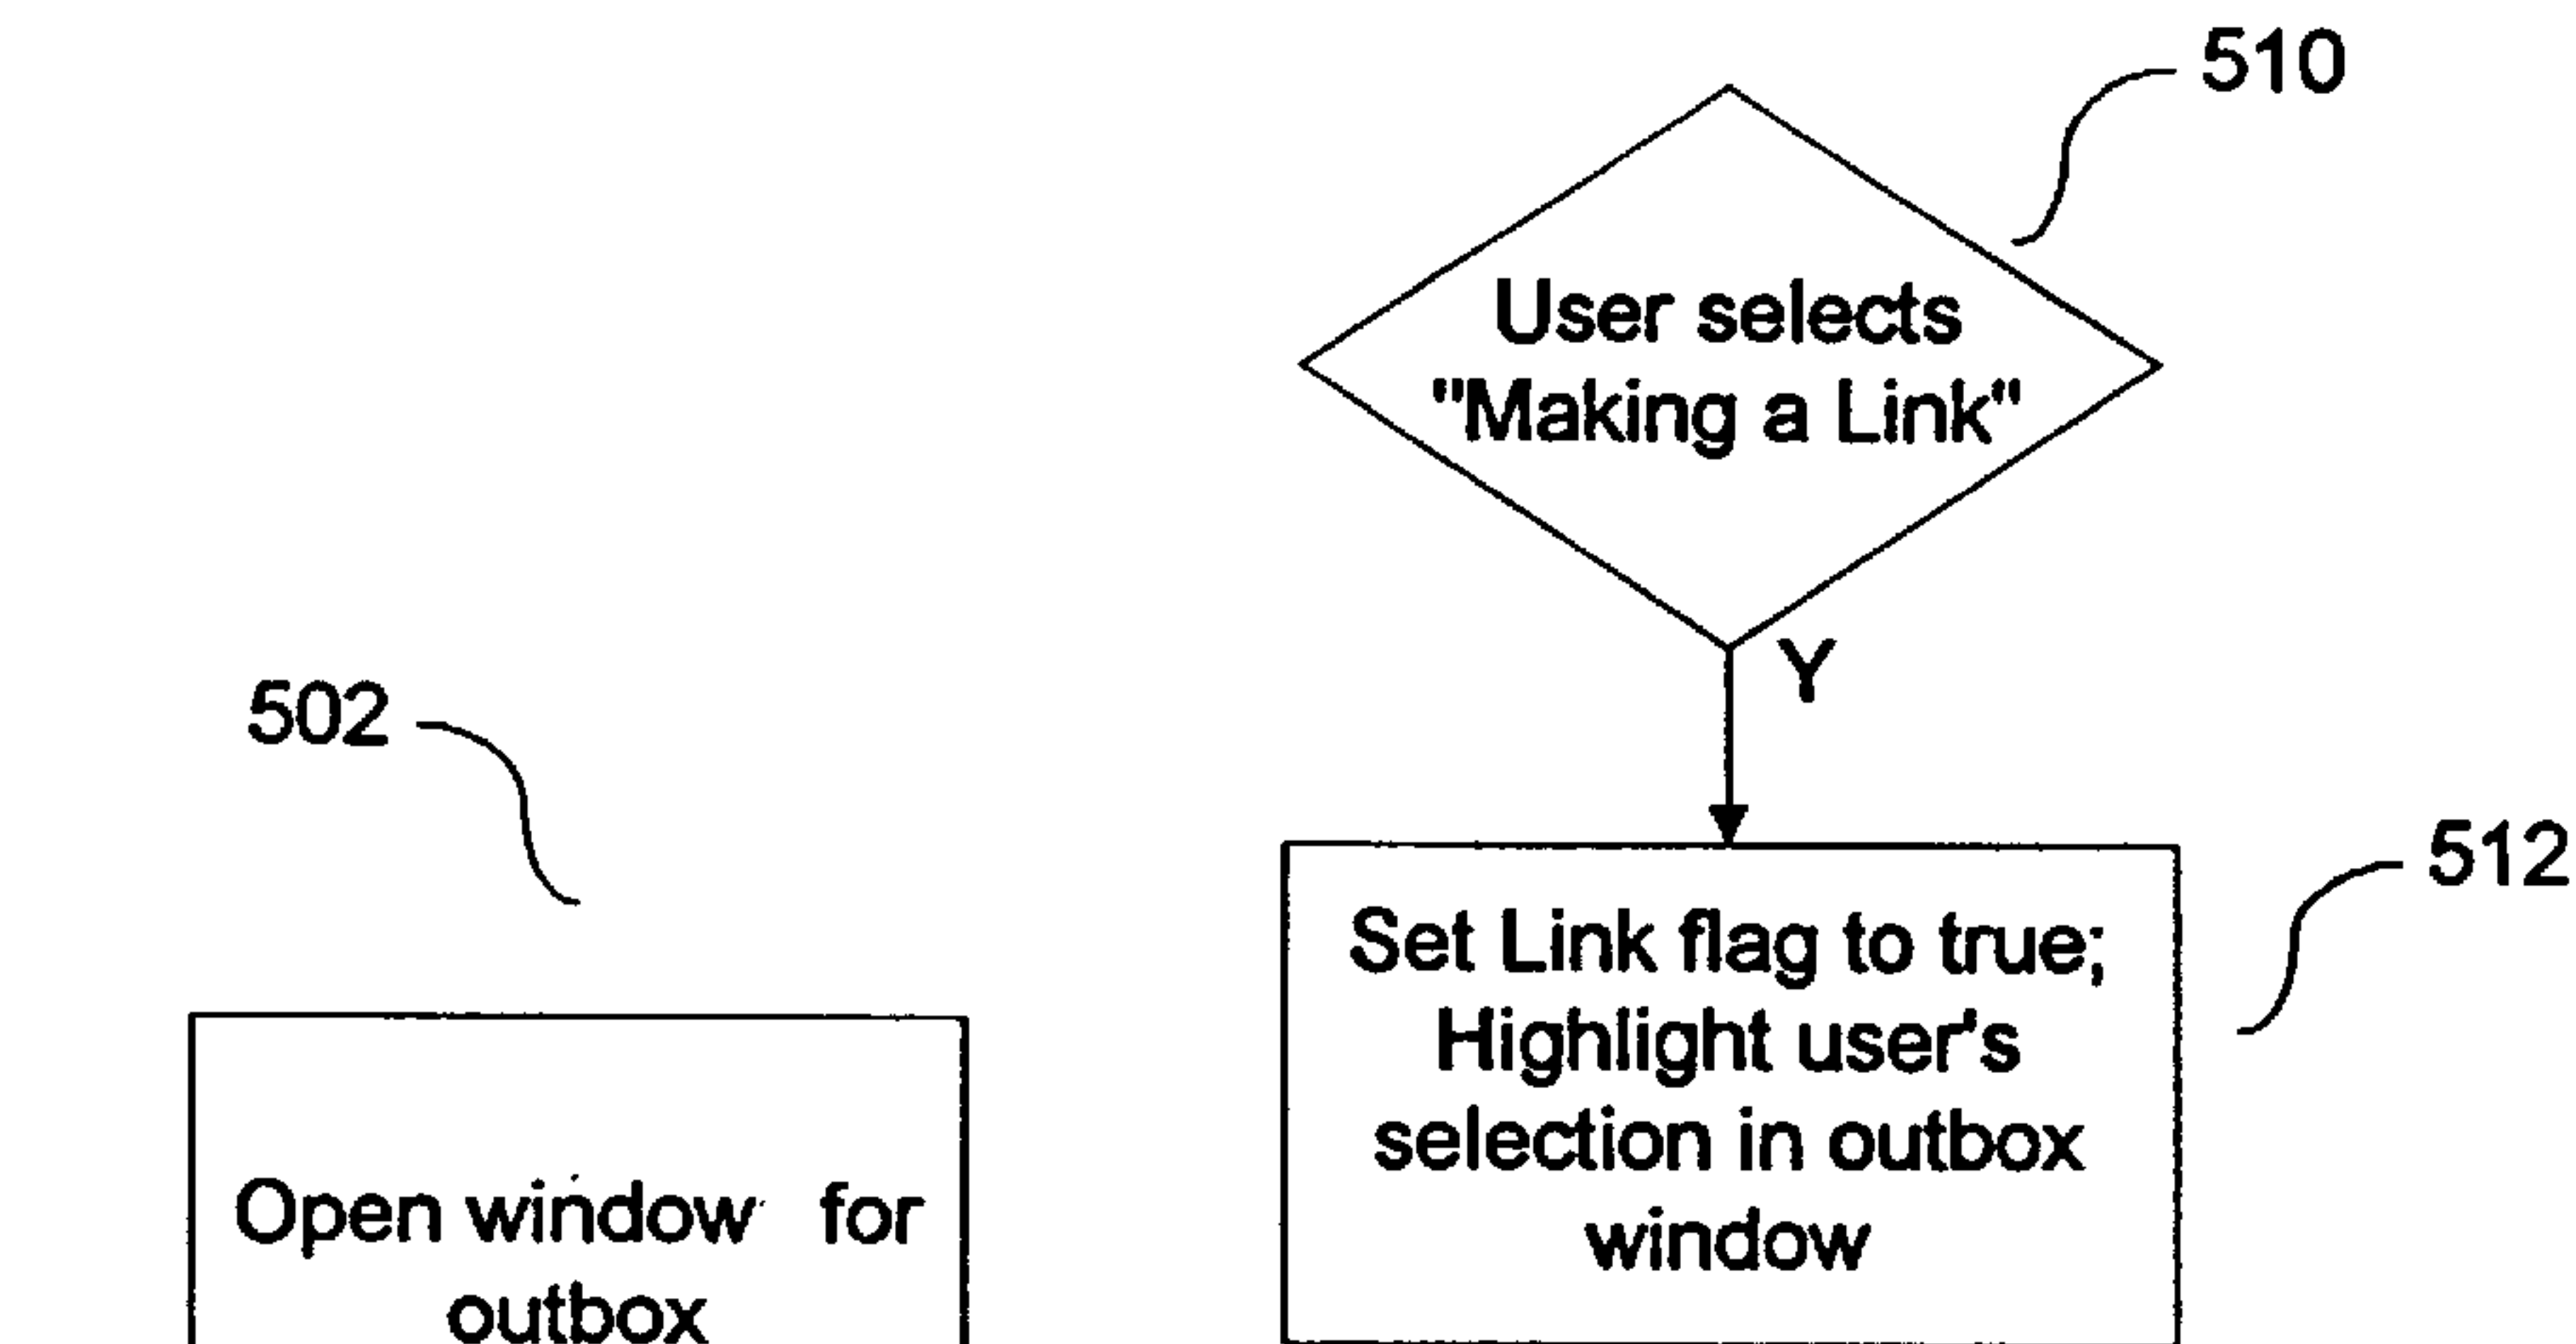 510
User selects
"Making a Link"
Y
502
512
Set Link flag to true;
Highlight user's
selection in outbox
window
Open window for
outbox